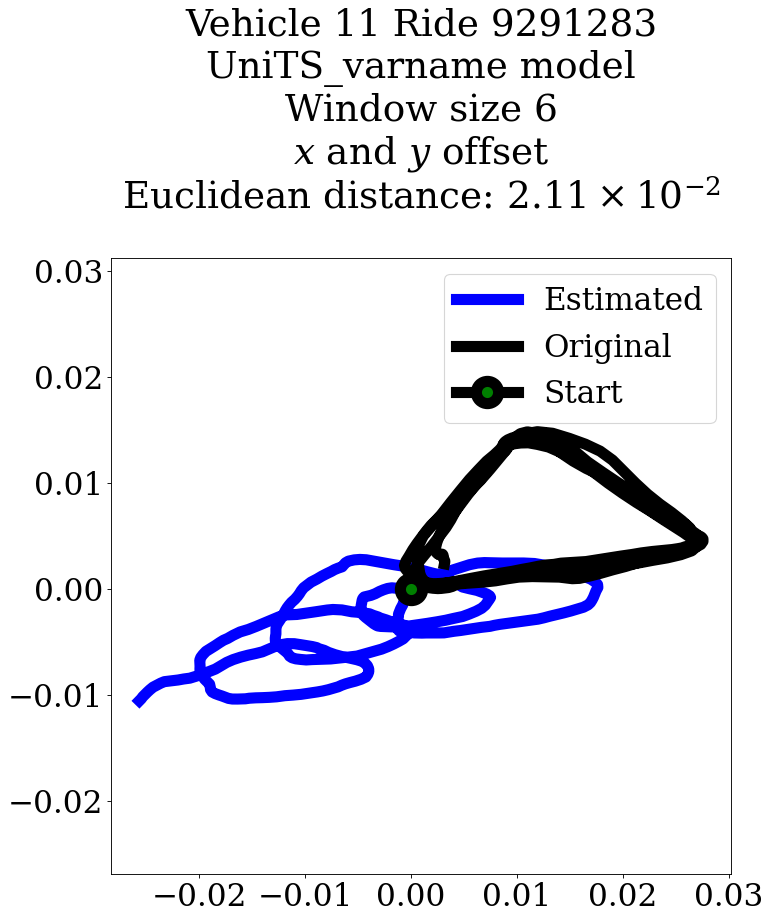 Vehicle 11 Ride 9291283
UniTS_varname model
Window size 6
x and y offset
Euclidean distance: 2.11 × 10⁻²
Estimated
Original
Start
0.03
0.02
0.01
0.00
−0.01
−0.02
−0.02 −0.01 0.00 0.01 0.02 0.03